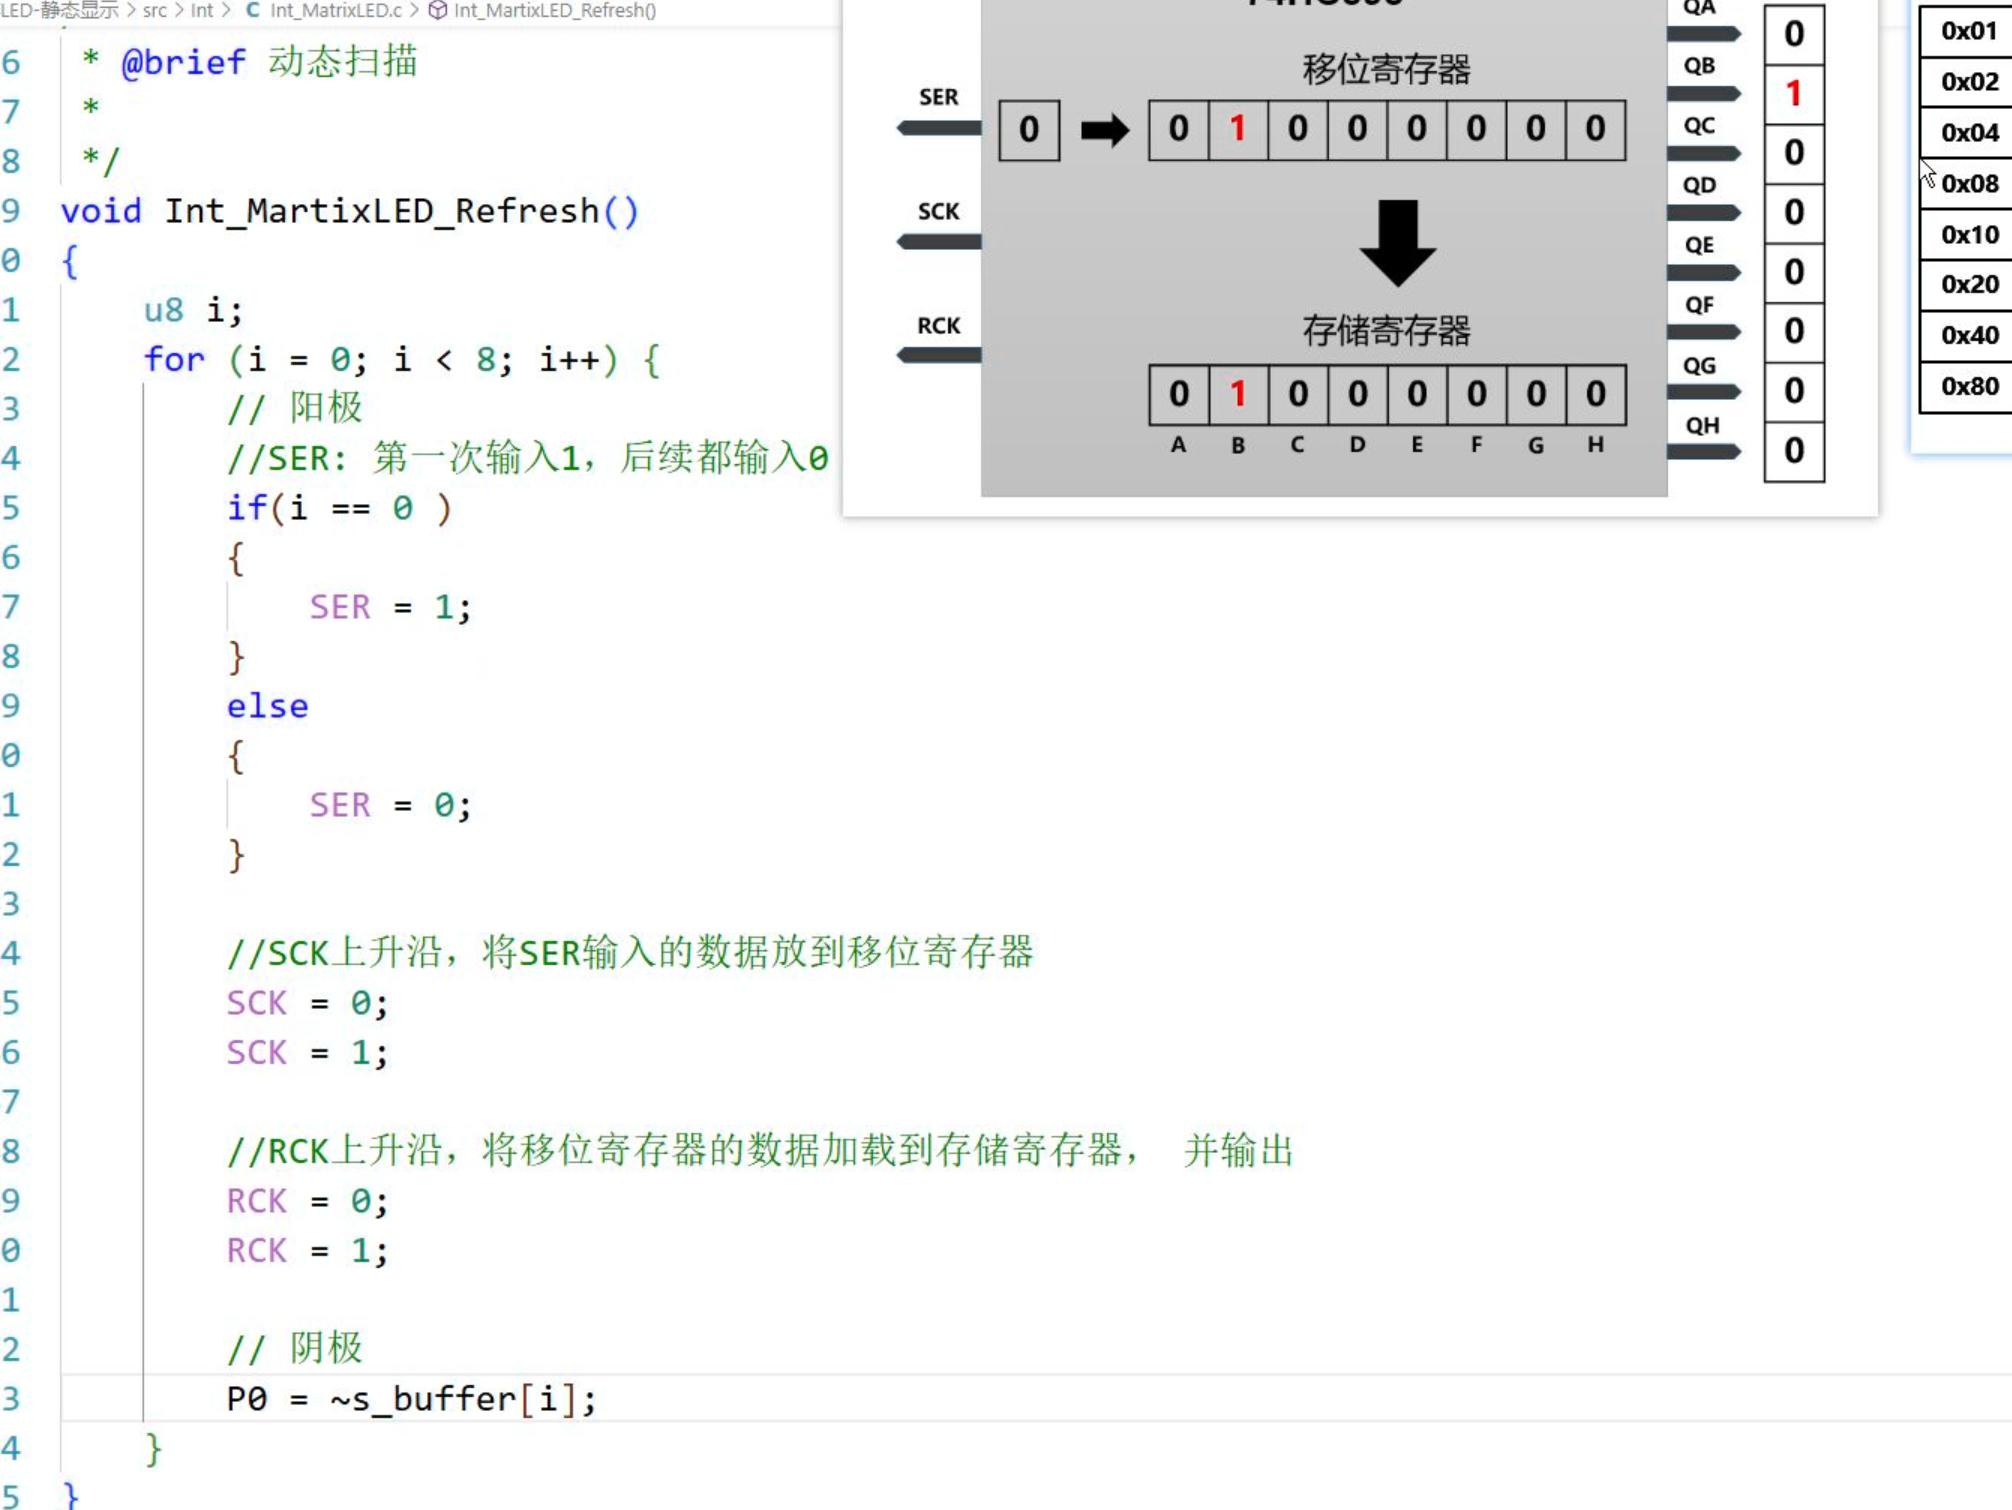 LED-静态显示 > src > Int > C Int_MatrixLED.c > Int_MartixLED_Refresh()
6 * @brief 动态扫描
7 *
8 */
9 void Int_MartixLED_Refresh()
0 {
1 u8 i;
2 for (i = 0; i < 8; i++) {
3 // 阳极
4 //SER: 第一次输入1，后续都输入0
5 if(i == 0 )
6 {
7 SER = 1;
8 }
9 else
0 {
1 SER = 0;
2 }
3
4 //SCK上升沿，将SER输入的数据放到移位寄存器
5 SCK = 0;
6 SCK = 1;
7
8 //RCK上升沿，将移位寄存器的数据加载到存储寄存器， 并输出
9 RCK = 0;
0 RCK = 1;
1
2 // 阴极
3 P0 = ~s_buffer[i];
4 }
5 }
移位寄存器
SER
0 0 1 0 0 0 0 0 0
SCK
RCK
存储寄存器
0 1 0 0 0 0 0 0
A B C D E F G H
QA 0
QB 1
QC 0
QD 0
QE 0
QF 0
QG 0
QH 0
0x01
0x02
0x04
0x08
0x10
0x20
0x40
0x80